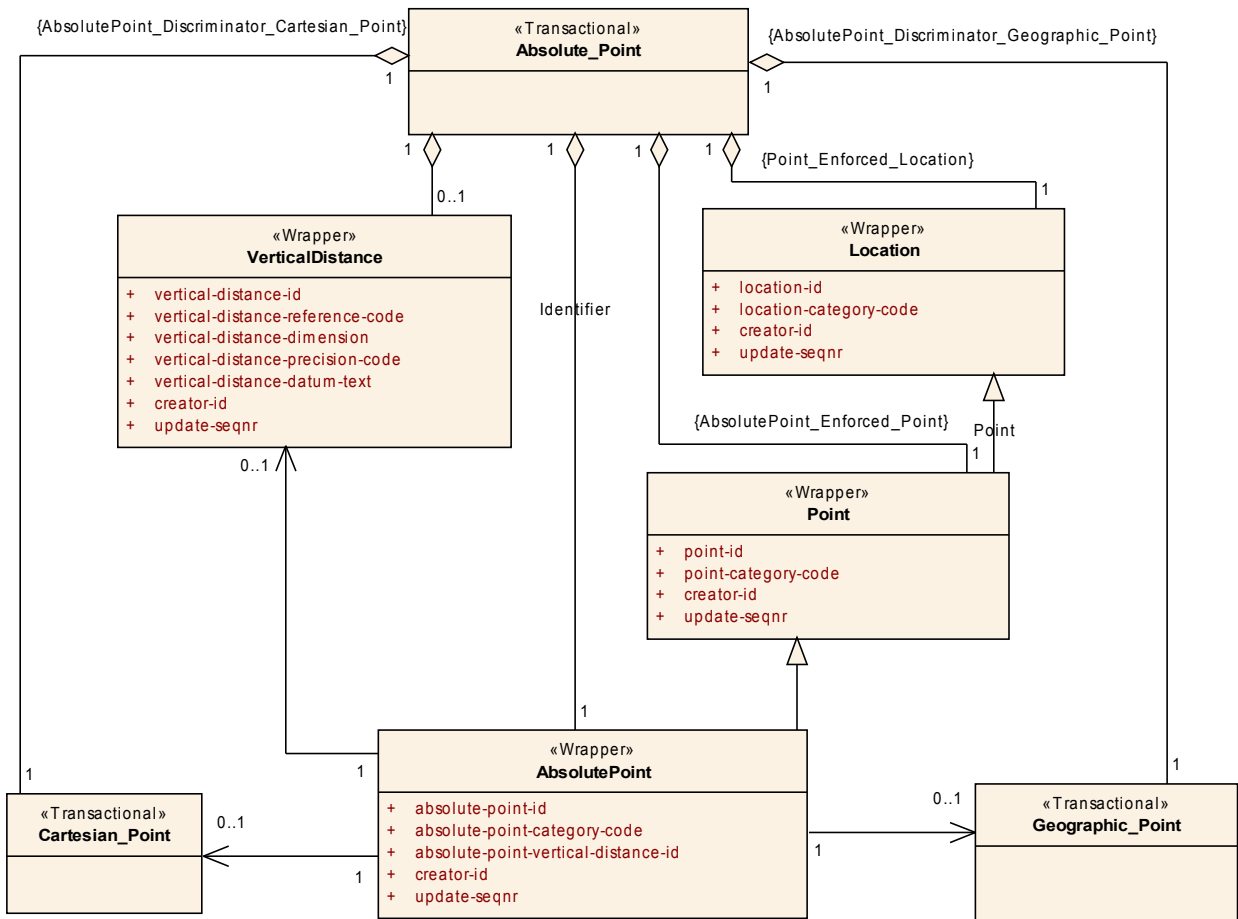 {AbsolutePoint_Discriminator_Cartesian_Point}
«Transactional»
Absolute_Point
{AbsolutePoint_Discriminator_Geographic_Point}
1
1
1
1
1
1
{Point_Enforced_Location}
0..1
1
«Wrapper»
VerticalDistance
+ vertical-distance-id
+ vertical-distance-reference-code
+ vertical-distance-dimension
+ vertical-distance-precision-code
+ vertical-distance-datum-text
+ creator-id
+ update-seqnr
«Wrapper»
Location
+ location-id
+ location-category-code
+ creator-id
+ update-seqnr
Identifier
{AbsolutePoint_Enforced_Point}
Point
1
0..1
«Wrapper»
Point
+ point-id
+ point-category-code
+ creator-id
+ update-seqnr
1
«Wrapper»
AbsolutePoint
+ absolute-point-id
+ absolute-point-category-code
+ absolute-point-vertical-distance-id
+ creator-id
+ update-seqnr
1
1
1
«Transactional»
Cartesian_Point
0..1
1
0..1
1
1
«Transactional»
Geographic_Point